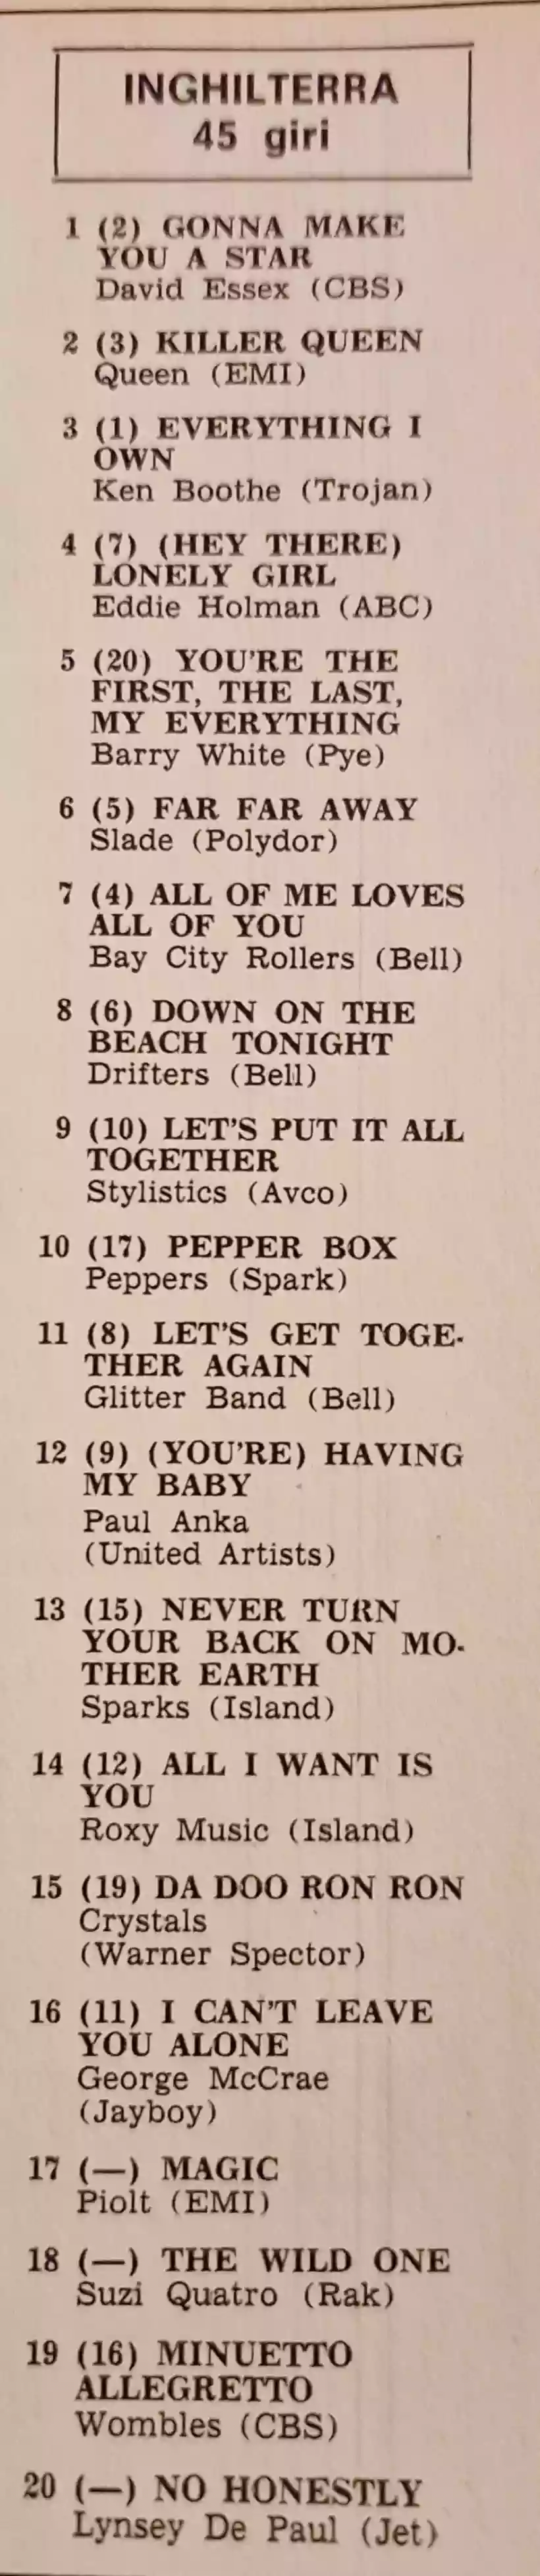 INGHILTERRA
45 giri
1 (2) GONNA MAKE
YOU A STAR
David Essex (CBS)
2 (3) KILLER QUEEN
Queen (EMI)
3 (1) EVERYTHING I
OWN
Ken Boothe (Trojan)
4 (7) (HEY THERE)
LONELY GIRL
Eddie Holman (ABC)
5 (20) YOU'RE THE
FIRST, THE LAST,
MY EVERYTHING
Barry White (Pye)
6 (5) FAR FAR AWAY
Slade (Polydor)
7 (4) ALL OF ME LOVES
ALL OF YOU
Bay City Rollers (Bell)
8 (6) DOWN ON THE
BEACH TONIGHT
Drifters (Bell)
9 (10) LET'S PUT IT ALL
TOGETHER
Stylistics (Avco)
10 (17) PEPPER BOX
Peppers (Spark)
11 (8) LET'S GET TOGE-
THER AGAIN
Glitter Band (Bell)
12 (9) (YOU'RE) HAVING
MY BABY
Paul Anka
(United Artists)
13 (15) NEVER TURN
YOUR BACK ON MO-
THER EARTH
Sparks (Island)
14 (12) ALL I WANT IS
YOU
Roxy Music (Island)
15 (19) DA DOO RON RON
Crystals
(Warner Spector)
16 (11) I CAN'T LEAVE
YOU ALONE
George McCrae
(Jayboy)
17 (—) MAGIC
Piolt (EMI)
18 (—) THE WILD ONE
Suzi Quatro (Rak)
19 (16) MINUETTO
ALLEGRETTO
Wombles (CBS)
20 (—) NO HONESTLY
Lynsey De Paul (Jet)